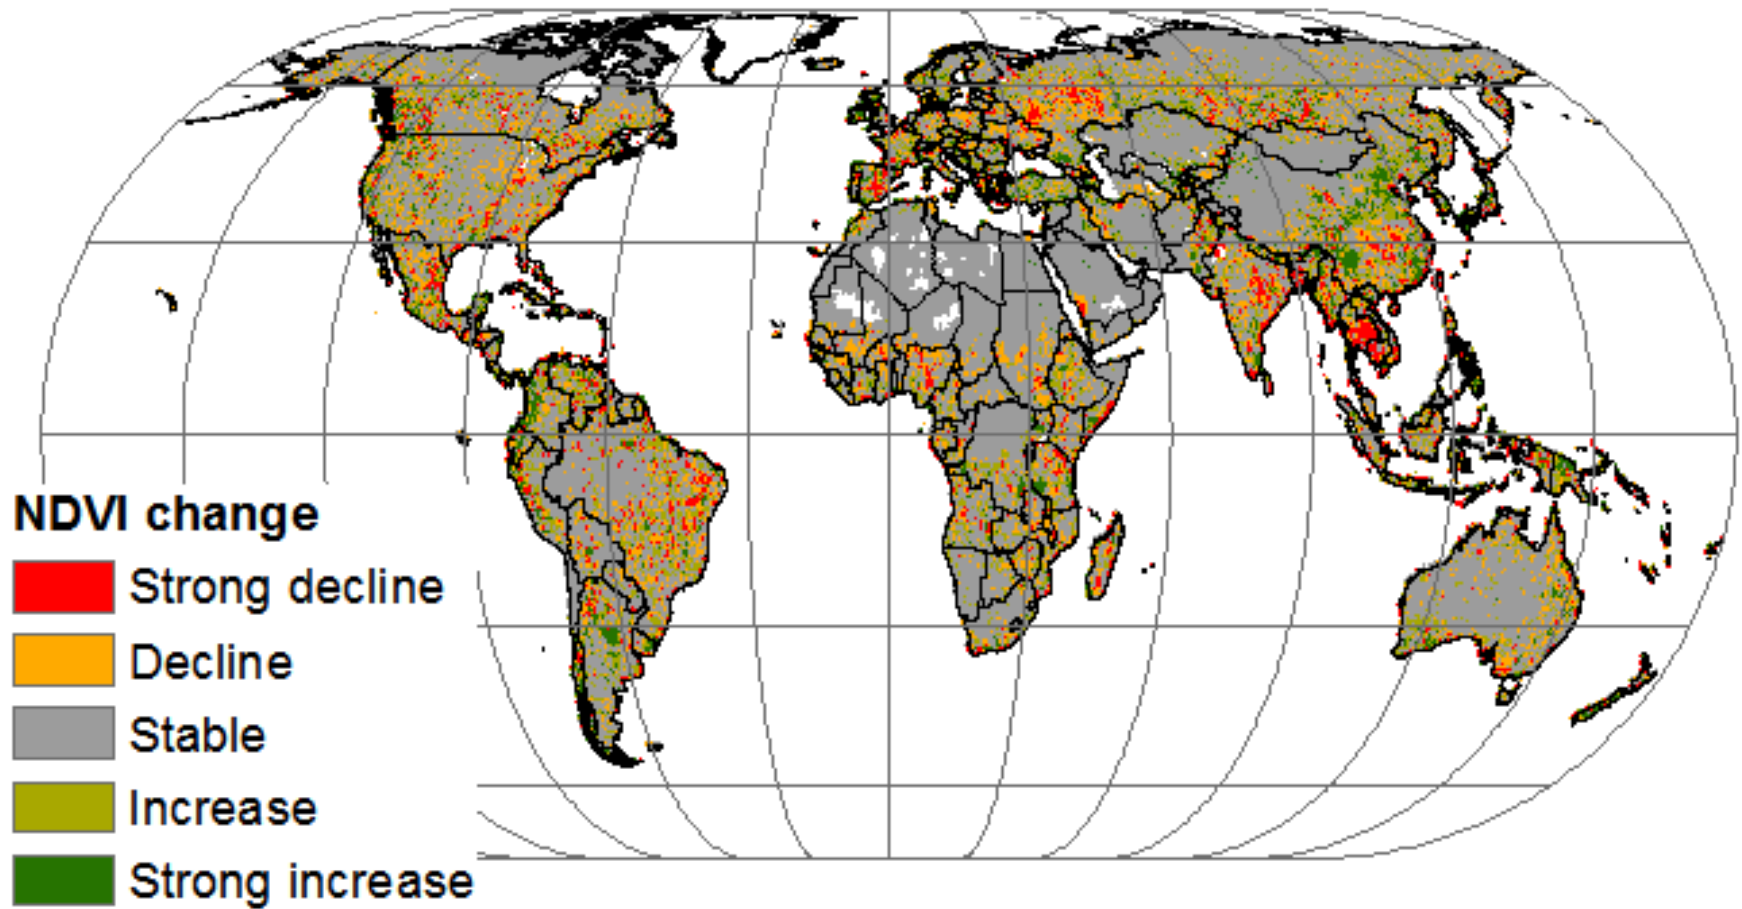 NDVI change
Strong decline
Decline
Stable
Increase
Strong increase